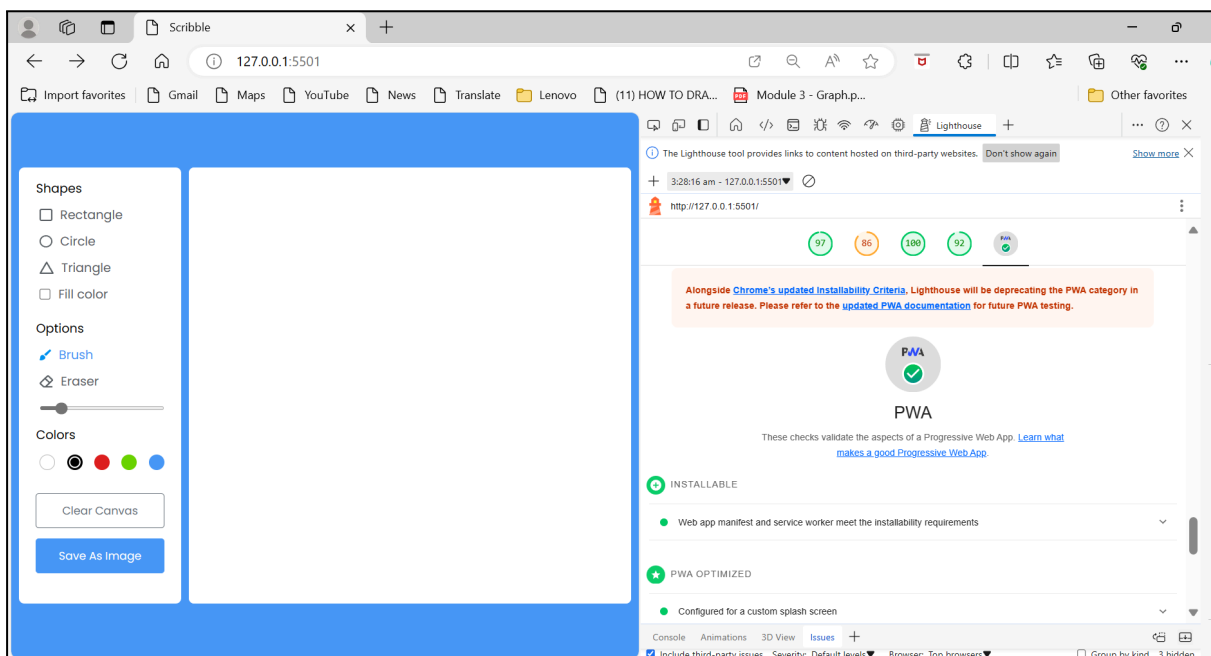 Scribble
127.0.0.1:5501
Import favorites Gmail Maps YouTube News Translate Lenovo (11) HOW TO DRA... Module 3 - Graph.p... Other favorites
Lighthouse
The Lighthouse tool provides links to content hosted on third-party websites. Don't show again Show more
3:28:16 am - 127.0.0.1:5501
http://127.0.0.1:5501/
97 86 100 92 PWA
Alongside Chrome's updated Installability Criteria, Lighthouse will be deprecating the PWA category in
a future release. Please refer to the updated PWA documentation for future PWA testing.
PWA
PWA
These checks validate the aspects of a Progressive Web App. Learn what
makes a good Progressive Web App.
INSTALLABLE
Web app manifest and service worker meet the installability requirements
PWA OPTIMIZED
Configured for a custom splash screen
Console Animations 3D View Issues
Include third-party issues Severity: Default levels Browser: Top browsers Group by kind 3 hidden
Shapes
Rectangle
Circle
Triangle
Fill color
Options
Brush
Eraser
Colors
Clear Canvas
Save As Image